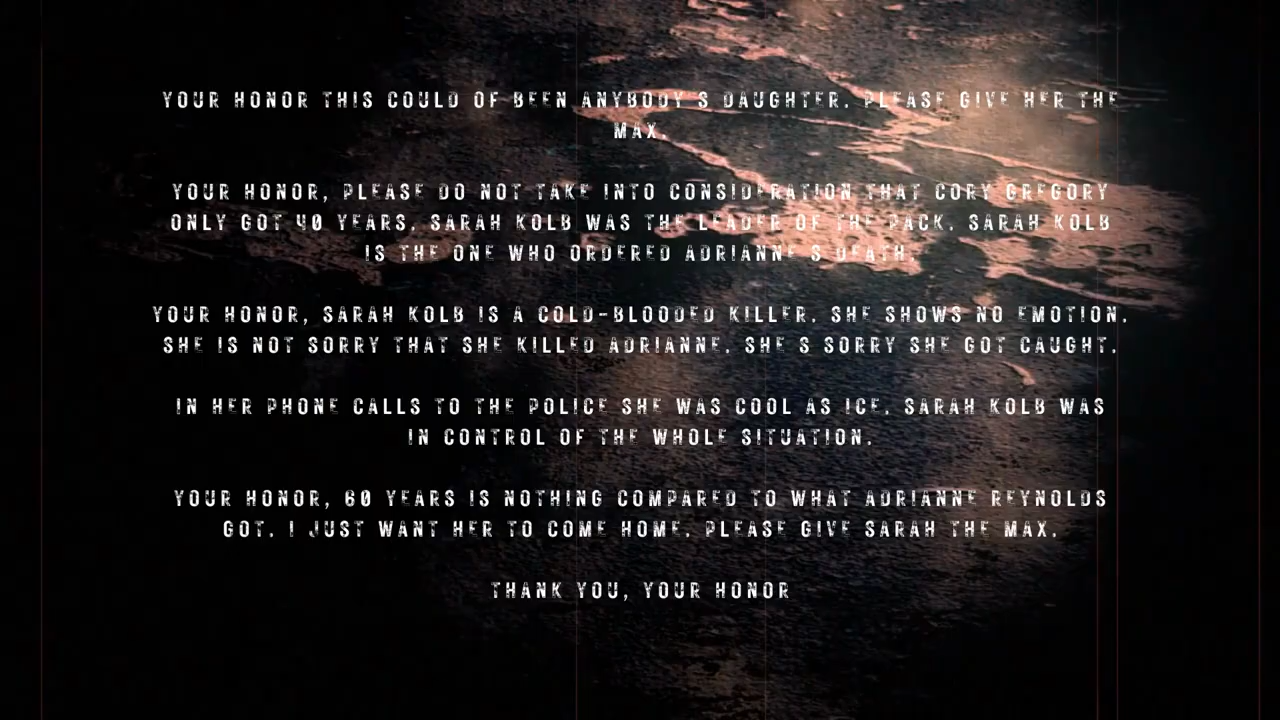 YOUR HONOR THIS COULD OF BEEN ANYBODY S DAUGHTER. PLEASE GIVE HER THE
MAX.
YOUR HONOR, PLEASE DO NOT TAKE INTO CONSIDERATION THAT CORY GREGORY
ONLY GOT 40 YEARS. SARAH KOLB WAS THE LEADER OF THE PACK. SARAH KOLB
IS THE ONE WHO ORDERED ADRIANNE S DEATH.
YOUR HONOR, SARAH KOLB IS A COLD-BLOODED KILLER. SHE SHOWS NO EMOTION.
SHE IS NOT SORRY THAT SHE KILLED ADRIANNE. SHE S SORRY SHE GOT CAUGHT.
IN HER PHONE CALLS TO THE POLICE SHE WAS COOL AS ICE. SARAH KOLB WAS
IN CONTROL OF THE WHOLE SITUATION.
YOUR HONOR, 60 YEARS IS NOTHING COMPARED TO WHAT ADRIANNE REYNOLDS
GOT. I JUST WANT HER TO COME HOME. PLEASE GIVE SARAH THE MAX.
THANK YOU, YOUR HONOR